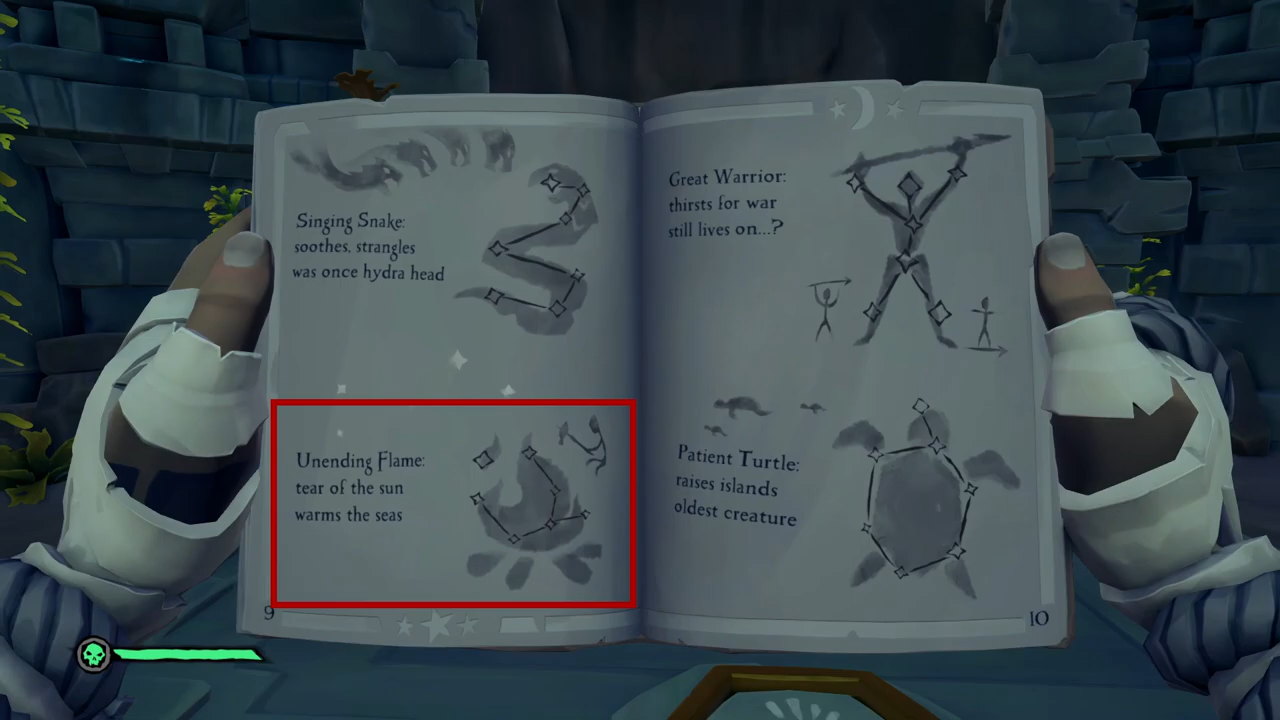 Singing Snake:
soothes, strangles
was once hydra head
Unending Flame:
tear of the sun
warms the seas
9
Great Warrior:
thirsts for war
still lives on...?
Patient Turtle:
raises islands
oldest creature
10